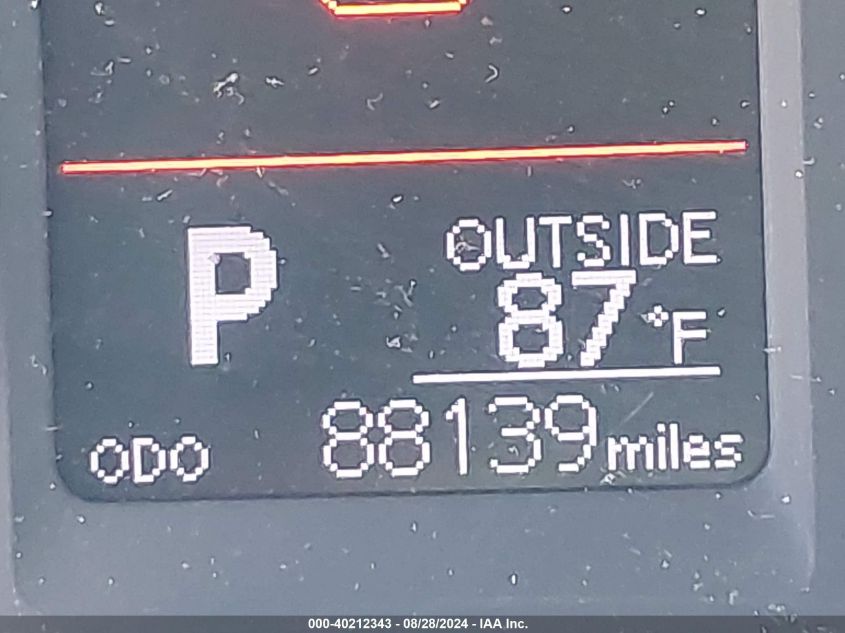 P
OUTSIDE
87 °F
ODO 88139 miles
000-40212343 - 08/28/2024 - IAA Inc.